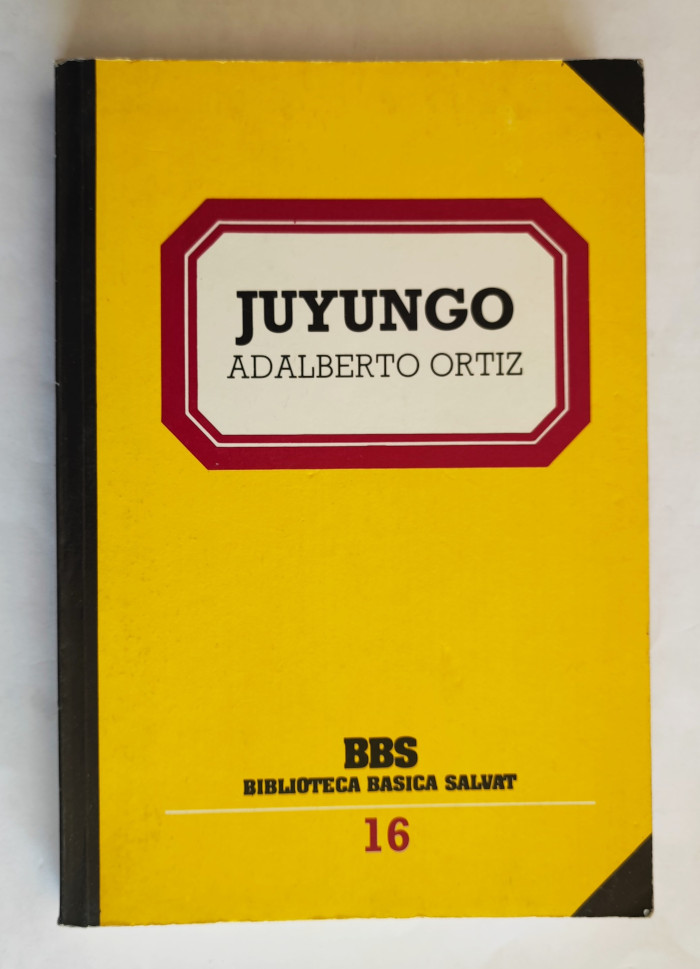 JUYUNGO
ADALBERTO ORTIZ
BBS
BIBLIOTECA BASICA SALVAT
16